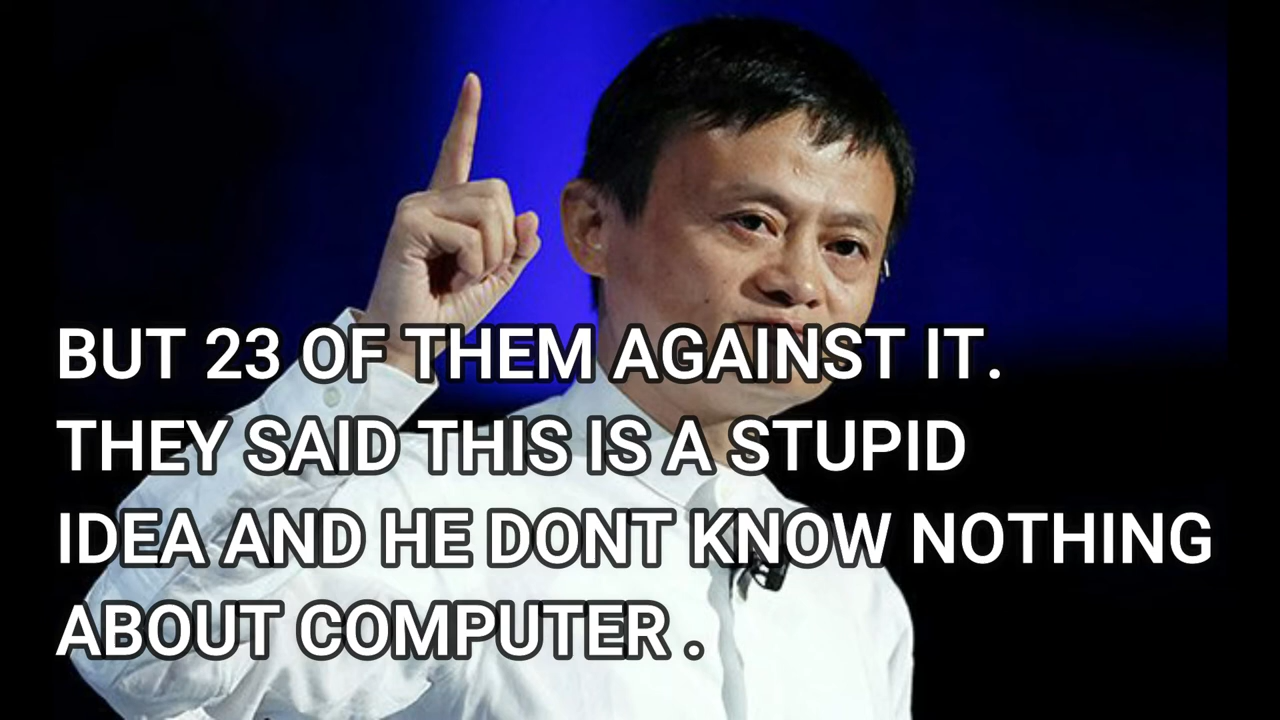 BUT 23 OF THEM AGAINST IT.
THEY SAID THIS IS A STUPID
IDEA AND HE DONT KNOW NOTHING
ABOUT COMPUTER .